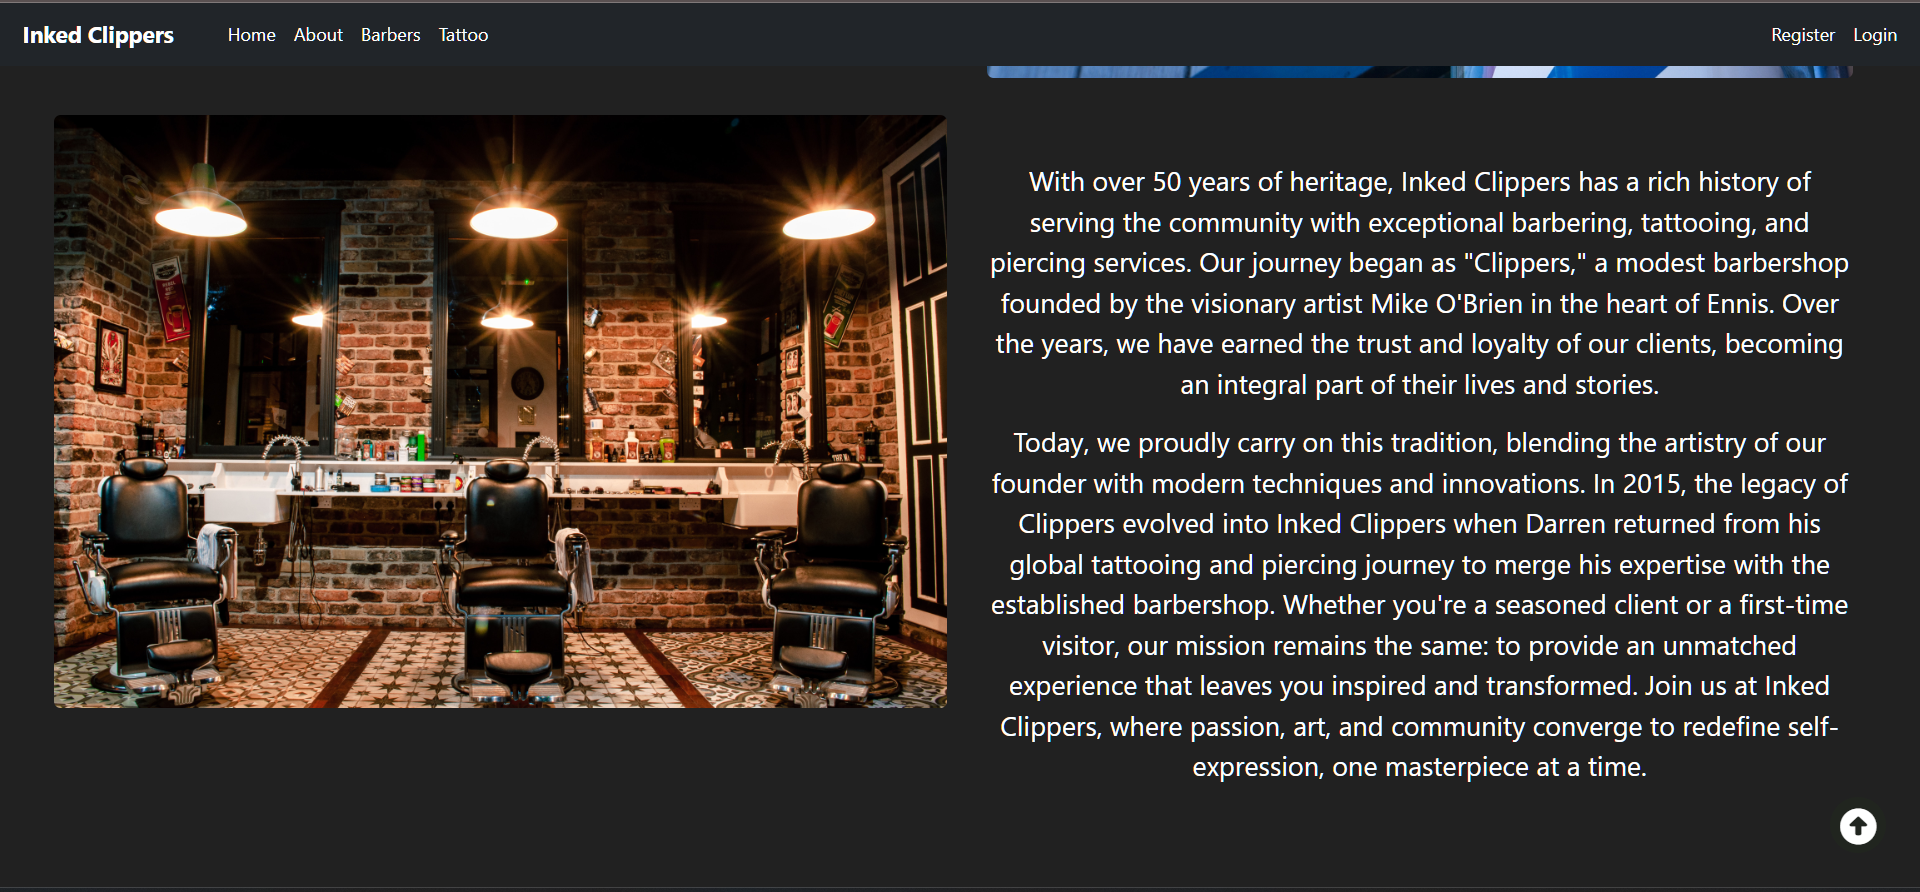 Inked Clippers Home About Barbers Tattoo Register Login
With over 50 years of heritage, Inked Clippers has a rich history of
serving the community with exceptional barbering, tattooing, and
piercing services. Our journey began as "Clippers," a modest barbershop
founded by the visionary artist Mike O'Brien in the heart of Ennis. Over
the years, we have earned the trust and loyalty of our clients, becoming
an integral part of their lives and stories.
Today, we proudly carry on this tradition, blending the artistry of our
founder with modern techniques and innovations. In 2015, the legacy of
Clippers evolved into Inked Clippers when Darren returned from his
global tattooing and piercing journey to merge his expertise with the
established barbershop. Whether you're a seasoned client or a first-time
visitor, our mission remains the same: to provide an unmatched
experience that leaves you inspired and transformed. Join us at Inked
Clippers, where passion, art, and community converge to redefine self-
expression, one masterpiece at a time.